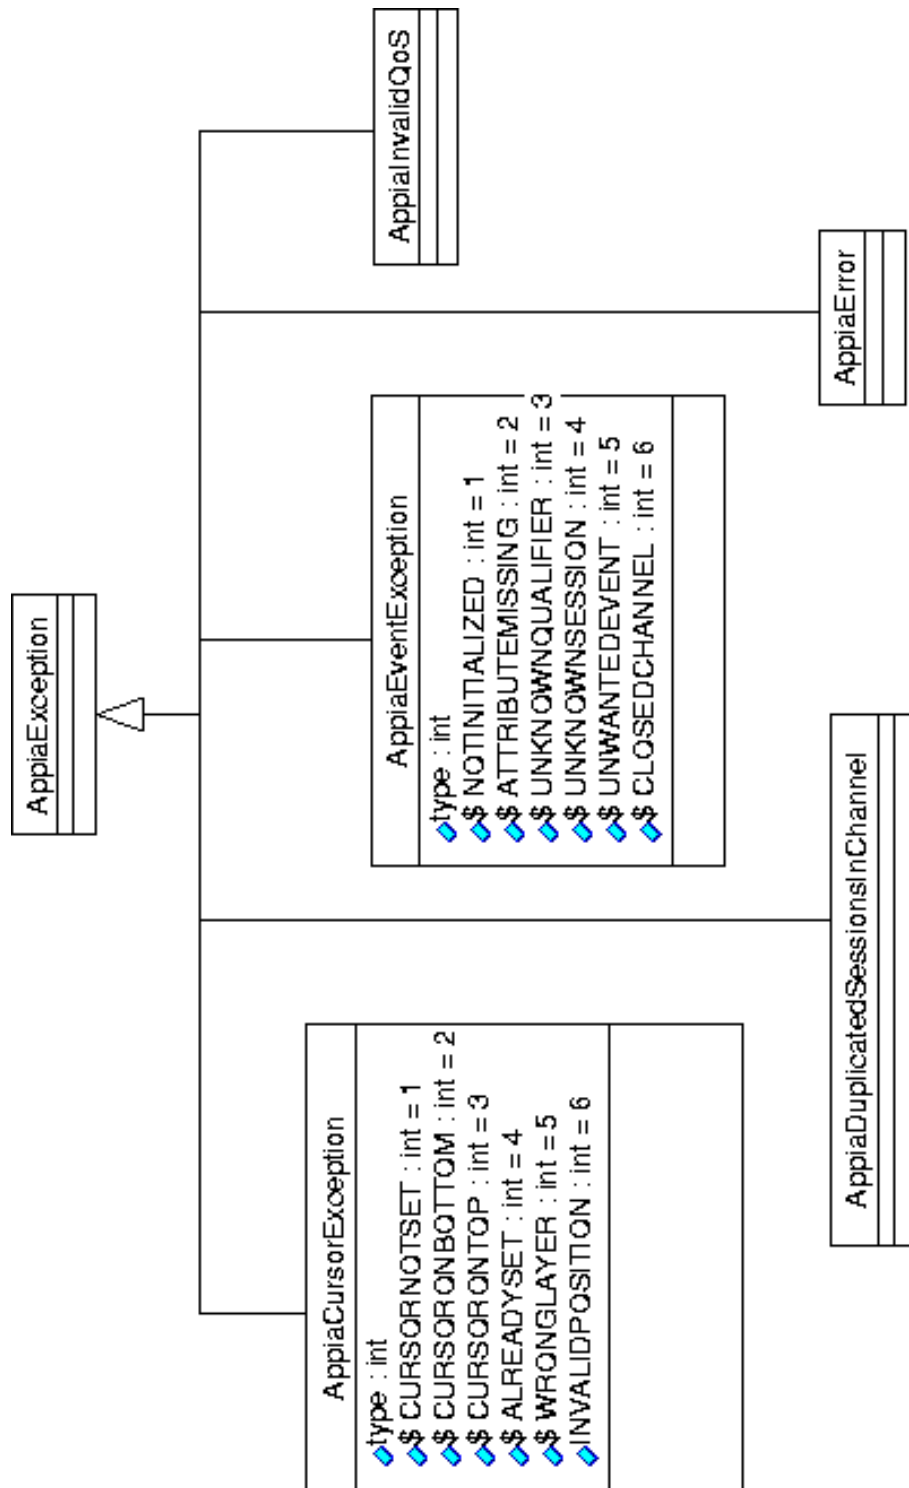 AppiaException
AppiaCursorException
type : int
$ CURSORNOTSET : int = 1
$ CURSORONBOTTOM : int = 2
$ CURSORONTOP : int = 3
$ ALREADYSET : int = 4
$ WRONGLAYER : int = 5
INVALIDPOSITION : int = 6
AppiaEventException
type : int
$ NOTINITIALIZED : int = 1
$ ATTRIBUTEMISSING : int = 2
$ UNKNOWNQUALIFIER : int = 3
$ UNKNOWNSESSION : int = 4
$ UNWANTEDEVENT : int = 5
$ CLOSEDCHANNEL : int = 6
AppiaInvalidQoS
AppiaDuplicatedSessionsInChannel
AppiaError